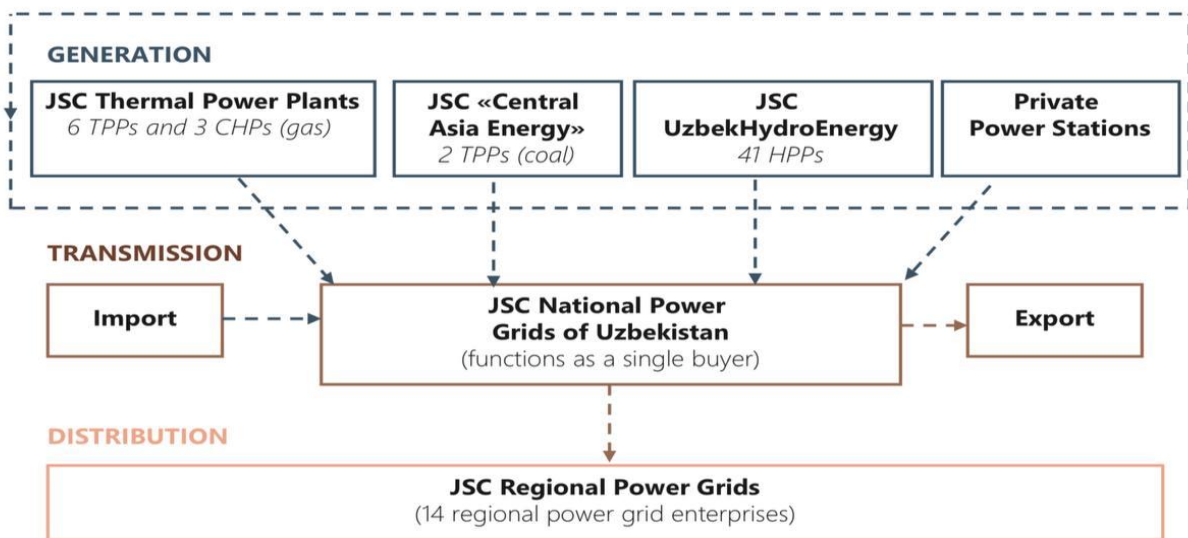 GENERATION
JSC Thermal Power Plants
6 TPPs and 3 CHPs (gas)
JSC «Central
Asia Energy»
2 TPPs (coal)
JSC
UzbekHydroEnergy
41 HPPs
Private
Power Stations
TRANSMISSION
Import
JSC National Power
Grids of Uzbekistan
(functions as a single buyer)
Export
DISTRIBUTION
JSC Regional Power Grids
(14 regional power grid enterprises)